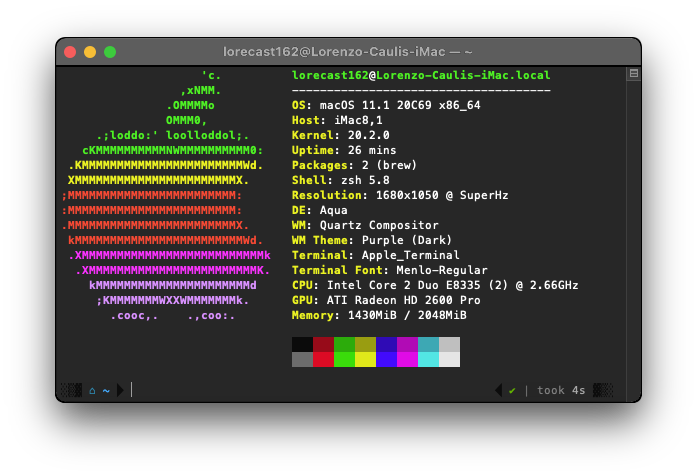 lorecast162@Lorenzo-Caulis-iMac — ~
'c.
,xNMM.
.OMMMMo
OMMM0,
.;loddo:' loolloddol;.
cKMMMMMMMMMMNWMMMMMMMMMM0:
.KMMMMMMMMMMMMMMMMMMMMMMMWd.
XMMMMMMMMMMMMMMMMMMMMMMMX.
;MMMMMMMMMMMMMMMMMMMMMMMM:
:MMMMMMMMMMMMMMMMMMMMMMMM:
.MMMMMMMMMMMMMMMMMMMMMMMMX.
kMMMMMMMMMMMMMMMMMMMMMMMMWd.
.XMMMMMMMMMMMMMMMMMMMMMMMMMMk
.XMMMMMMMMMMMMMMMMMMMMMMMMK.
kMMMMMMMMMMMMMMMMMMMMMMd
;KMMMMMMMWXXWMMMMMMMk.
.cooc,.    .,coo:.
lorecast162@Lorenzo-Caulis-iMac.local
-------------------------------------
OS: macOS 11.1 20C69 x86_64
Host: iMac8,1
Kernel: 20.2.0
Uptime: 26 mins
Packages: 2 (brew)
Shell: zsh 5.8
Resolution: 1680x1050 @ SuperHz
DE: Aqua
WM: Quartz Compositor
WM Theme: Purple (Dark)
Terminal: Apple_Terminal
Terminal Font: Menlo-Regular
CPU: Intel Core 2 Duo E8335 (2) @ 2.66GHz
GPU: ATI Radeon HD 2600 Pro
Memory: 1430MiB / 2048MiB
~
✔ | took 4s